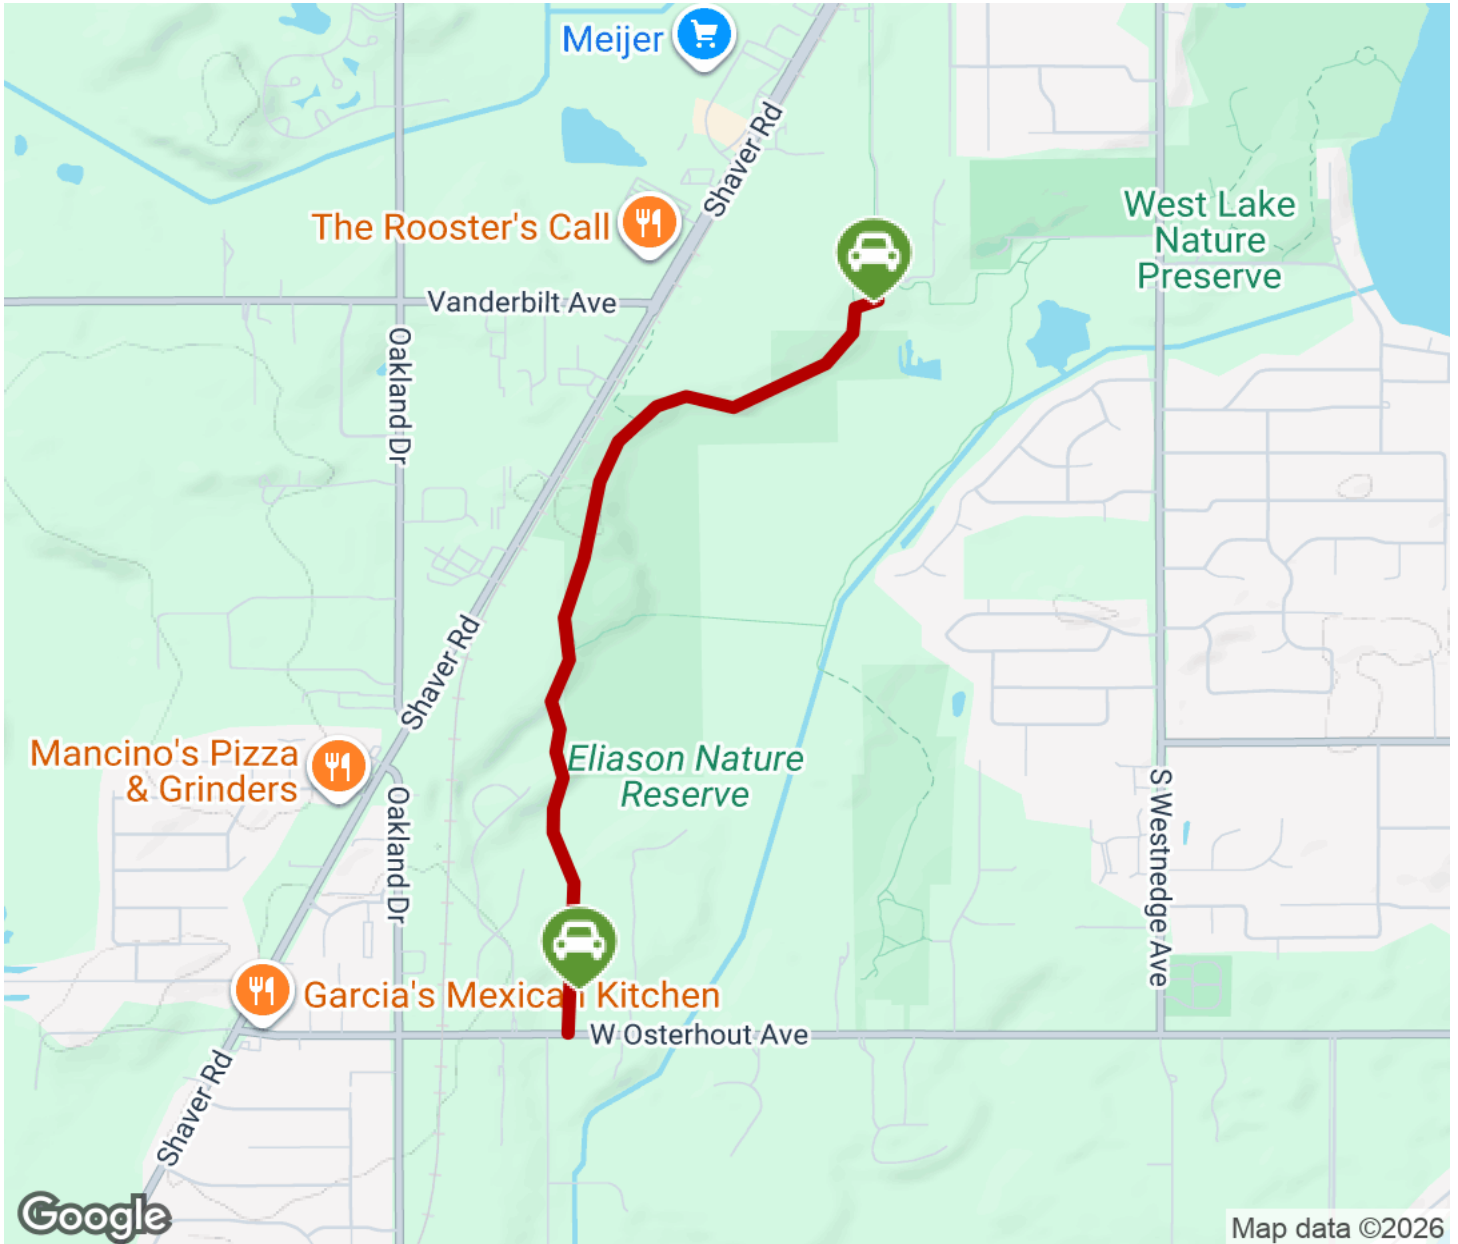 Meijer
Shaver Rd
The Rooster's Call
West Lake
Nature
Preserve
Vanderbilt Ave
Oakland Dr
Shaver Rd
Mancino's Pizza
& Grinders
Eliason Nature
Reserve
Oakland Dr
S Westnedge Ave
Garcia's Mexican Kitchen
W Osterhout Ave
Shaver Rd
Google
Map data ©2026